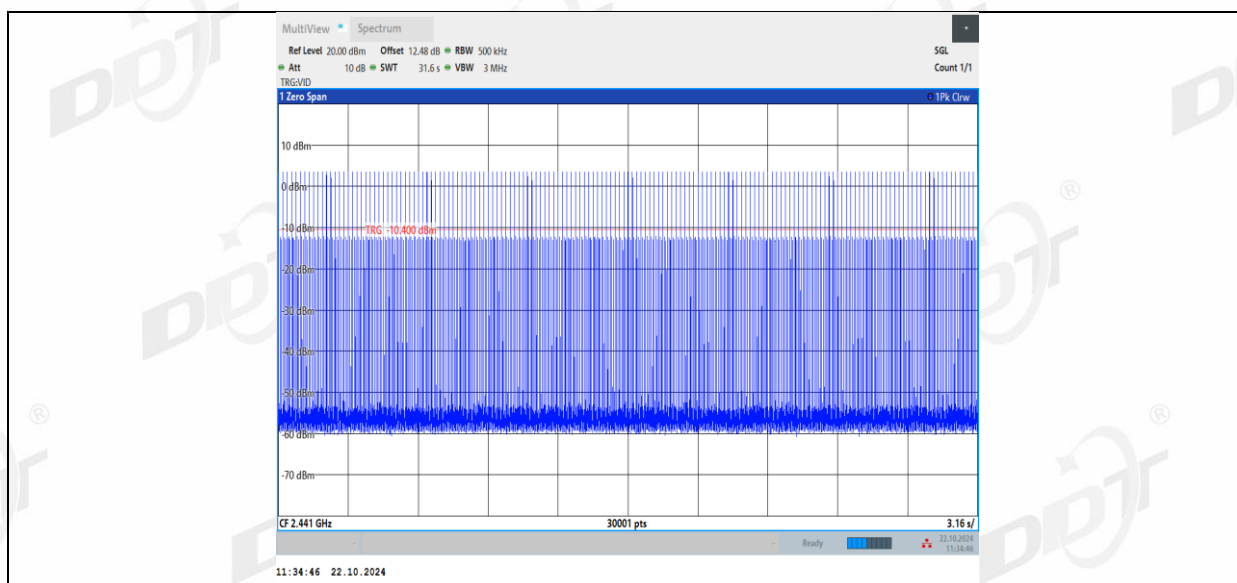 MultiView Spectrum
Ref Level 20.00 dBm Offset 12.48 dB RBW 500 kHz SGL
Att 10 dB SWT 31.6 s VBW 3 MHz Count 1/1
TRG:VID
1 Zero Span 1Pk Clrw
10 dBm
0 dBm
TRG -10.400 dBm
-10 dBm
-20 dBm
-30 dBm
-40 dBm
-50 dBm
-60 dBm
-70 dBm
CF 2.441 GHz 30001 pts 3.16 s/
Ready 22.10.2024
11:34:46
11:34:46 22.10.2024
DDT ®